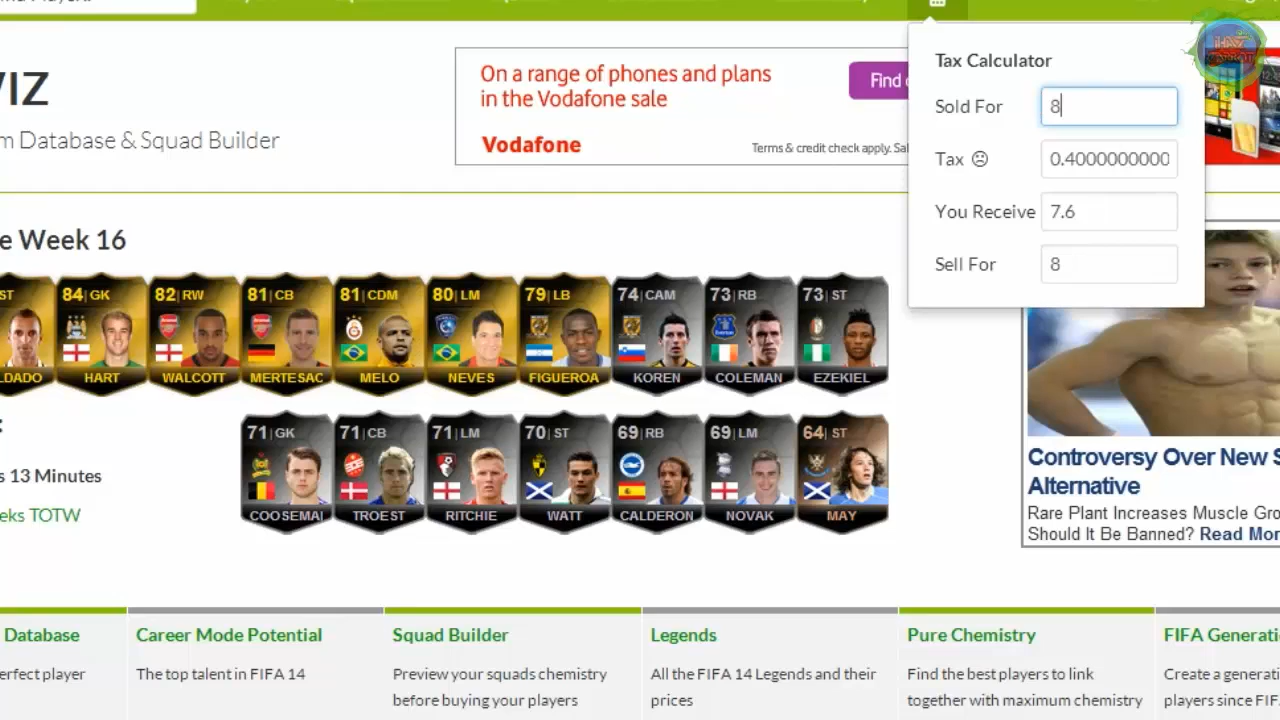 Tax Calculator
Sold For 8
Tax ☹ 0.4000000000
You Receive 7.6
Sell For 8
IZ
On a range of phones and plans
in the Vodafone sale
Find
Vodafone
Terms & credit check apply. Sal
m Database & Squad Builder
e Week 16
ST
84|GK
82|RW
81|CB
81|CDM
80|LM
79|LB
74|CAM
73|RB
73|ST
LDADO
HART
WALCOTT
MERTESAC
MELO
NEVES
FIGUEROA
KOREN
COLEMAN
EZEKIEL
:
71|GK
71|CB
71|LM
70|ST
69|RB
69|LM
64|ST
COOSEMAI
TROEST
RITCHIE
WATT
CALDERON
NOVAK
MAY
s 13 Minutes
eeks TOTW
Controversy Over New S
Alternative
Rare Plant Increases Muscle Gro
Should It Be Banned? Read Mor
Database
erfect player
Career Mode Potential
The top talent in FIFA 14
Squad Builder
Preview your squads chemistry
before buying your players
Legends
All the FIFA 14 Legends and their
prices
Pure Chemistry
Find the best players to link
together with maximum chemistry
FIFA Generati
Create a generati
players since FIF